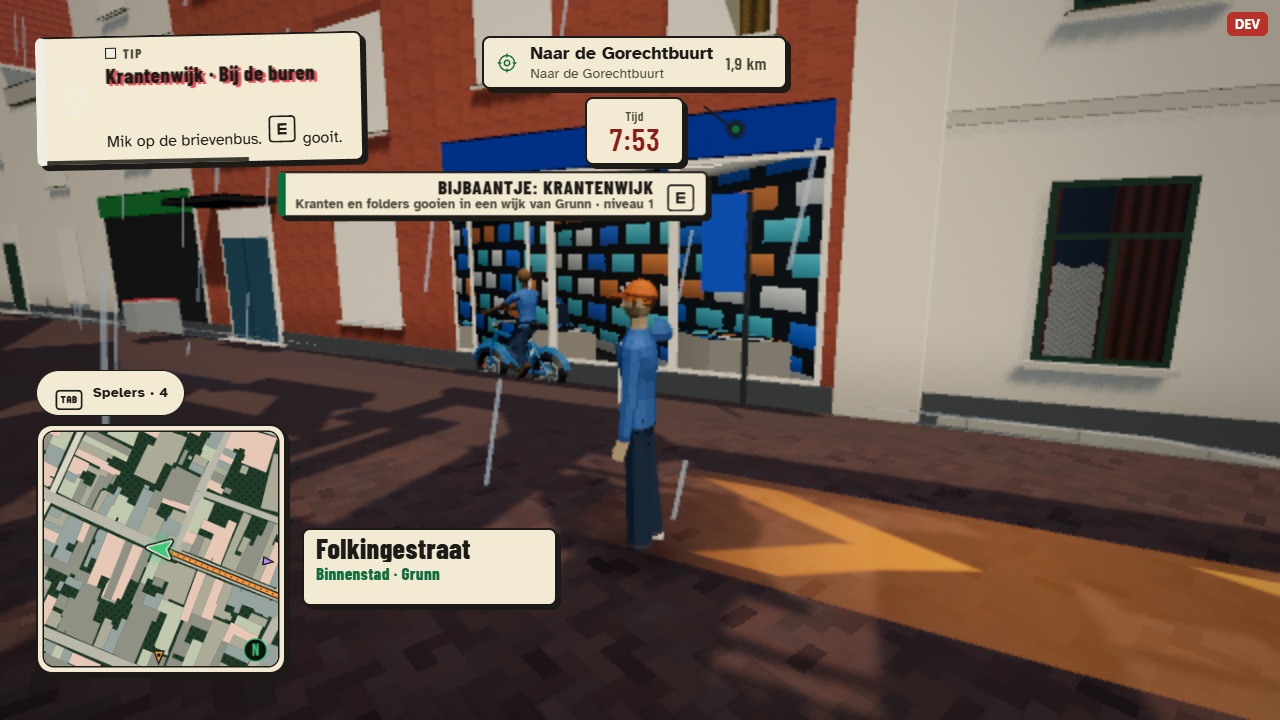 DEV
TIP
Krantenwijk · Bij de buren
Mik op de brievenbus. E gooit.
Naar de Gorechtbuurt
Naar de Gorechtbuurt
1,9 km
Tijd
7:53
BIJBAANTJE: KRANTENWIJK
Kranten en folders gooien in een wijk van Grunn · niveau 1
E
TAB Spelers · 4
N
Folkingestraat
Binnenstad · Grunn